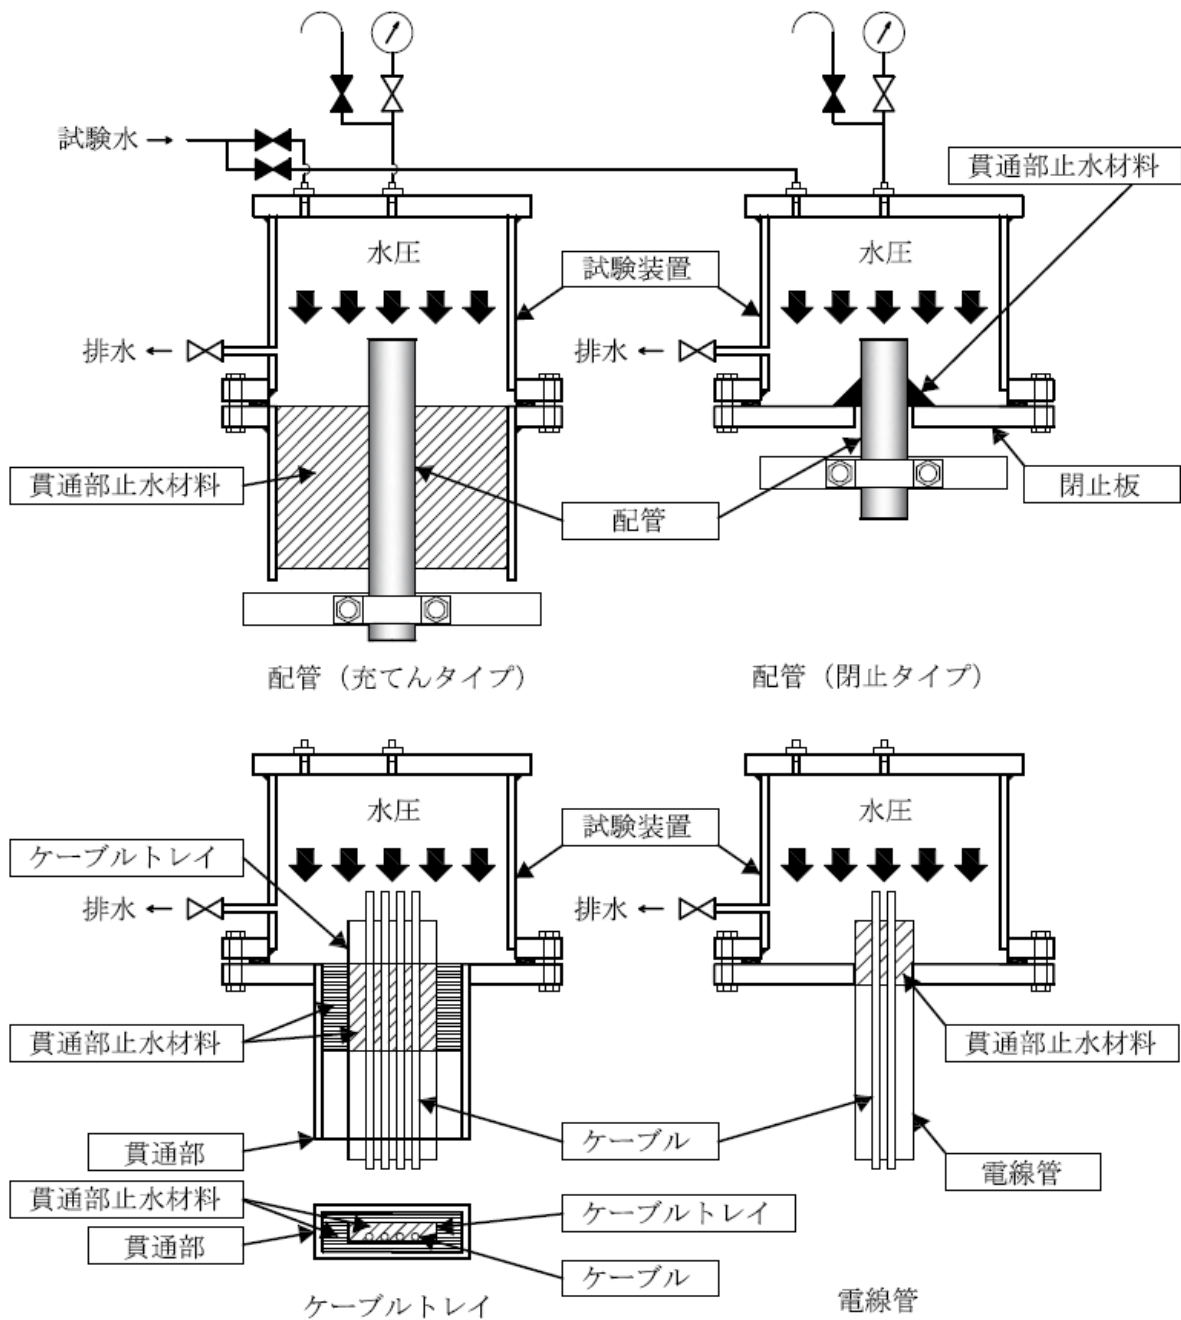 試験水
貫通部止水材料
水圧
試験装置
水圧
排水
排水
貫通部止水材料
配管
閉止板
配管（充てんタイプ）
配管（閉止タイプ）
水圧
試験装置
水圧
ケーブルトレイ
排水
排水
貫通部止水材料
貫通部止水材料
貫通部
ケーブル
電線管
貫通部止水材料
ケーブルトレイ
貫通部
ケーブル
ケーブルトレイ
電線管